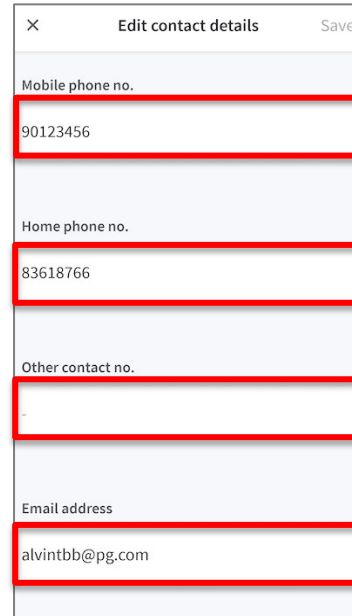 × Edit contact details Save
Mobile phone no.
90123456
Home phone no.
83618766
Other contact no.
-
Email address
alvintbb@pg.com